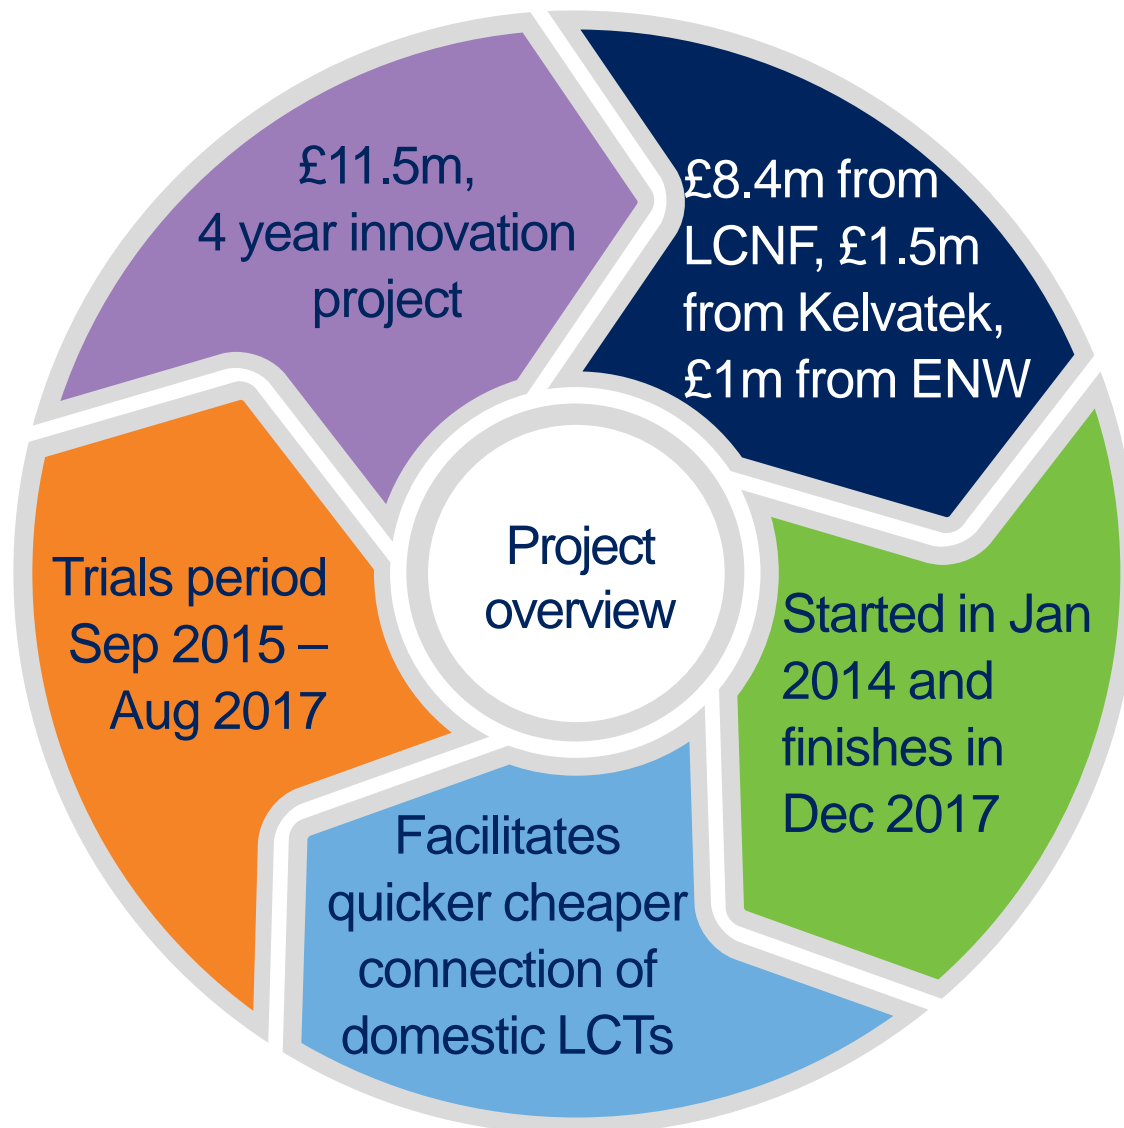 £11.5m,
4 year innovation
project
£8.4m from
LCNF, £1.5m
from Kelvatek,
£1m from ENW
Started in Jan
2014 and
finishes in
Dec 2017
Facilitates
quicker cheaper
connection of
domestic LCTs
Trials period
Sep 2015 –
Aug 2017
Project
overview